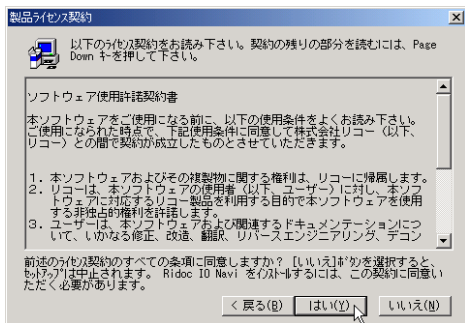 製品ライセンス契約
以下のライセンス契約をお読み下さい。契約の残りの部分を読むには、Page
Down キーを押して下さい。
ソフトウェア使用許諾契約書
本ソフトウェアをご使用になる前に、以下の使用条件をよくお読み下さい。
ご使用になられた時点で、下記使用条件に同意して株式会社リコー（以下、
リコー）との間で契約が成立したものとさせていただきます。
1. 本ソフトウェアおよびその複製物に関する権利は、リコーに帰属します。
2. リコーは、本ソフトウェアの使用者（以下、ユーザー）に対し、本ソフ
トウェアに対応するリコー製品を利用する目的で本ソフトウェアを使用
する非独占的権利を許諾します。
3. ユーザーは、本ソフトウェアおよび関連するドキュメンテーションにつ
いて、いかなる修正、改造、翻訳、リバースエンジニアリング、デコン
前述のライセンス契約のすべての条項に同意しますか? [いいえ]ボタンを選択すると、
セットアップは中止されます。 Ridoc IO Navi をインストールするには、この契約に同意い
ただく必要があります。
< 戻る(B) はい(Y) いいえ(N)